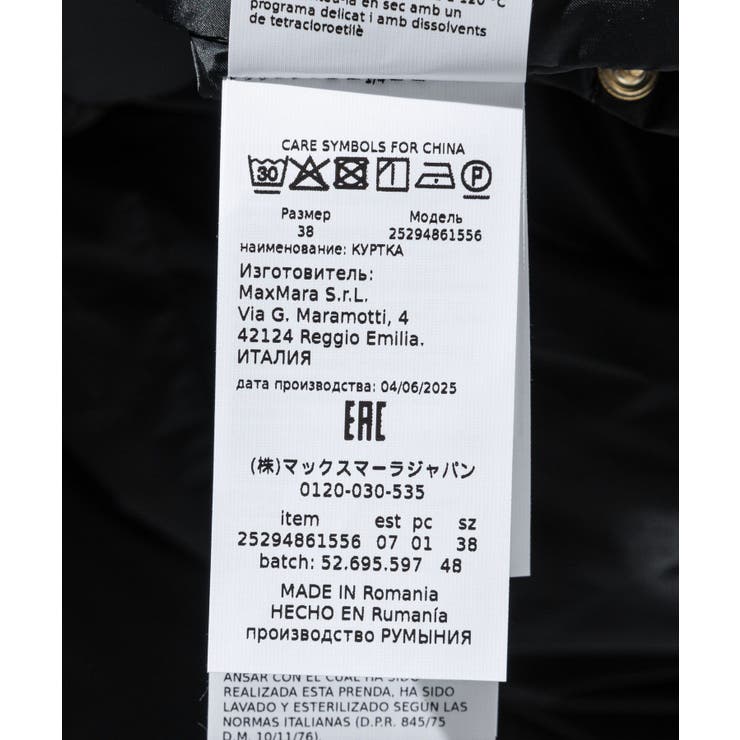 120 °C
en sec amb un
programa delicat i amb dissolvents
de tetracloroetilè
CARE SYMBOLS FOR CHINA
30 P
Размер Модель
38 25294861556
наименование: КУРТКА
Изготовитель:
MaxMara S.r.L.
Via G. Maramotti, 4
42124 Reggio Emilia.
ИТАЛИЯ
дата производства: 04/06/2025
EAC
(株)マックスマーラジャパン
0120-030-535
item est pc sz
25294861556 07 01 38
batch: 52.695.597 48
MADE IN Romania
HECHO EN Rumanía
производство РУМЫНИЯ
ANSAR CON EL CUAL HA SIDO
REALIZADA ESTA PRENDA, HA SIDO
LAVADO Y ESTERILIZADO SEGÚN LAS
NORMAS ITALIANAS (D.P.R. 845/75
D.M. 10/11/76).